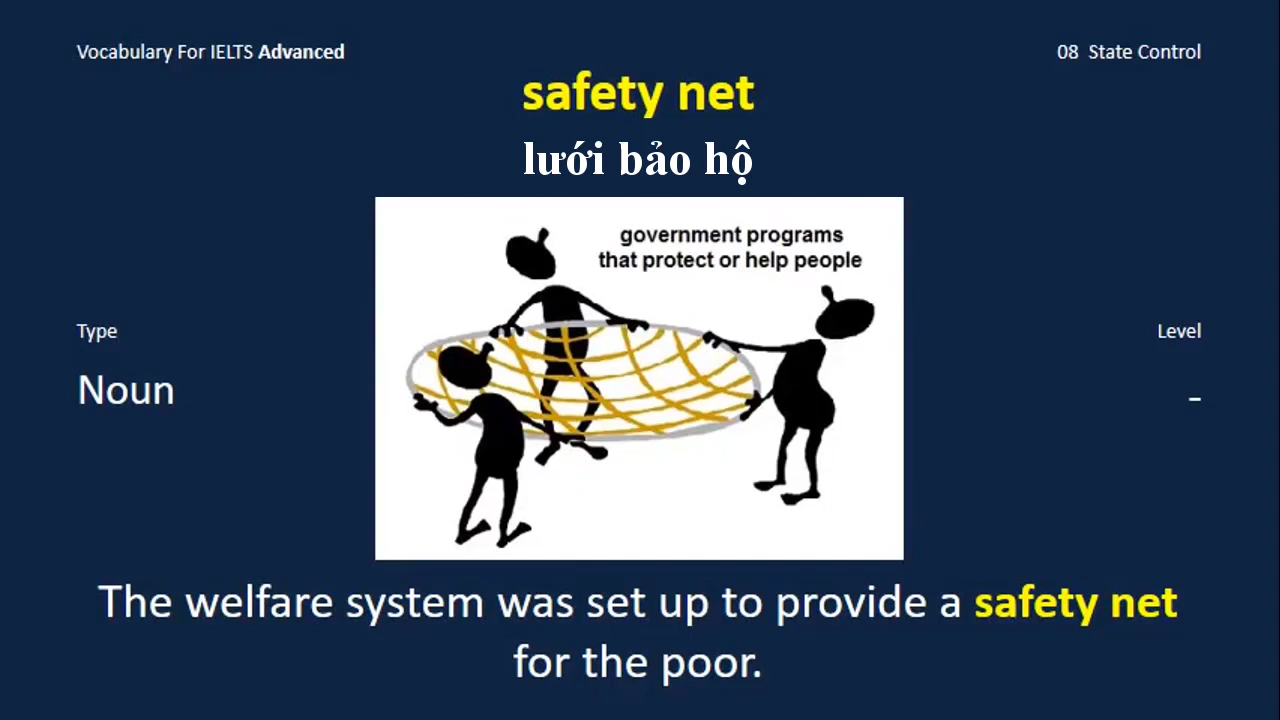 Vocabulary For IELTS Advanced
08 State Control
safety net
lưới bảo hộ
government programs
that protect or help people
Type
Level
Noun
-
The welfare system was set up to provide a safety net
for the poor.